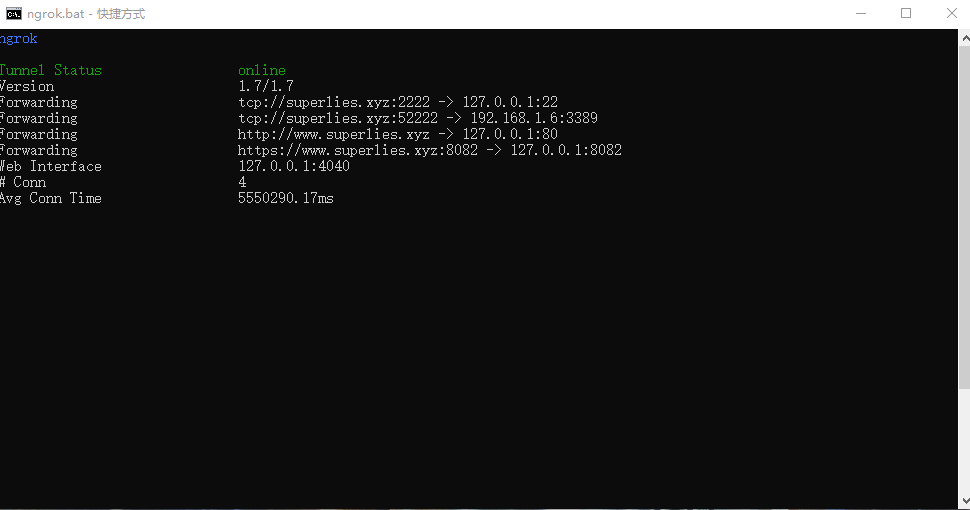 ngrok.bat - 快捷方式
ngrok
Tunnel Status online
Version 1.7/1.7
Forwarding tcp://superlies.xyz:2222 -> 127.0.0.1:22
Forwarding tcp://superlies.xyz:52222 -> 192.168.1.6:3389
Forwarding http://www.superlies.xyz -> 127.0.0.1:80
Forwarding https://www.superlies.xyz:8082 -> 127.0.0.1:8082
Web Interface 127.0.0.1:4040
# Conn 4
Avg Conn Time 5550290.17ms